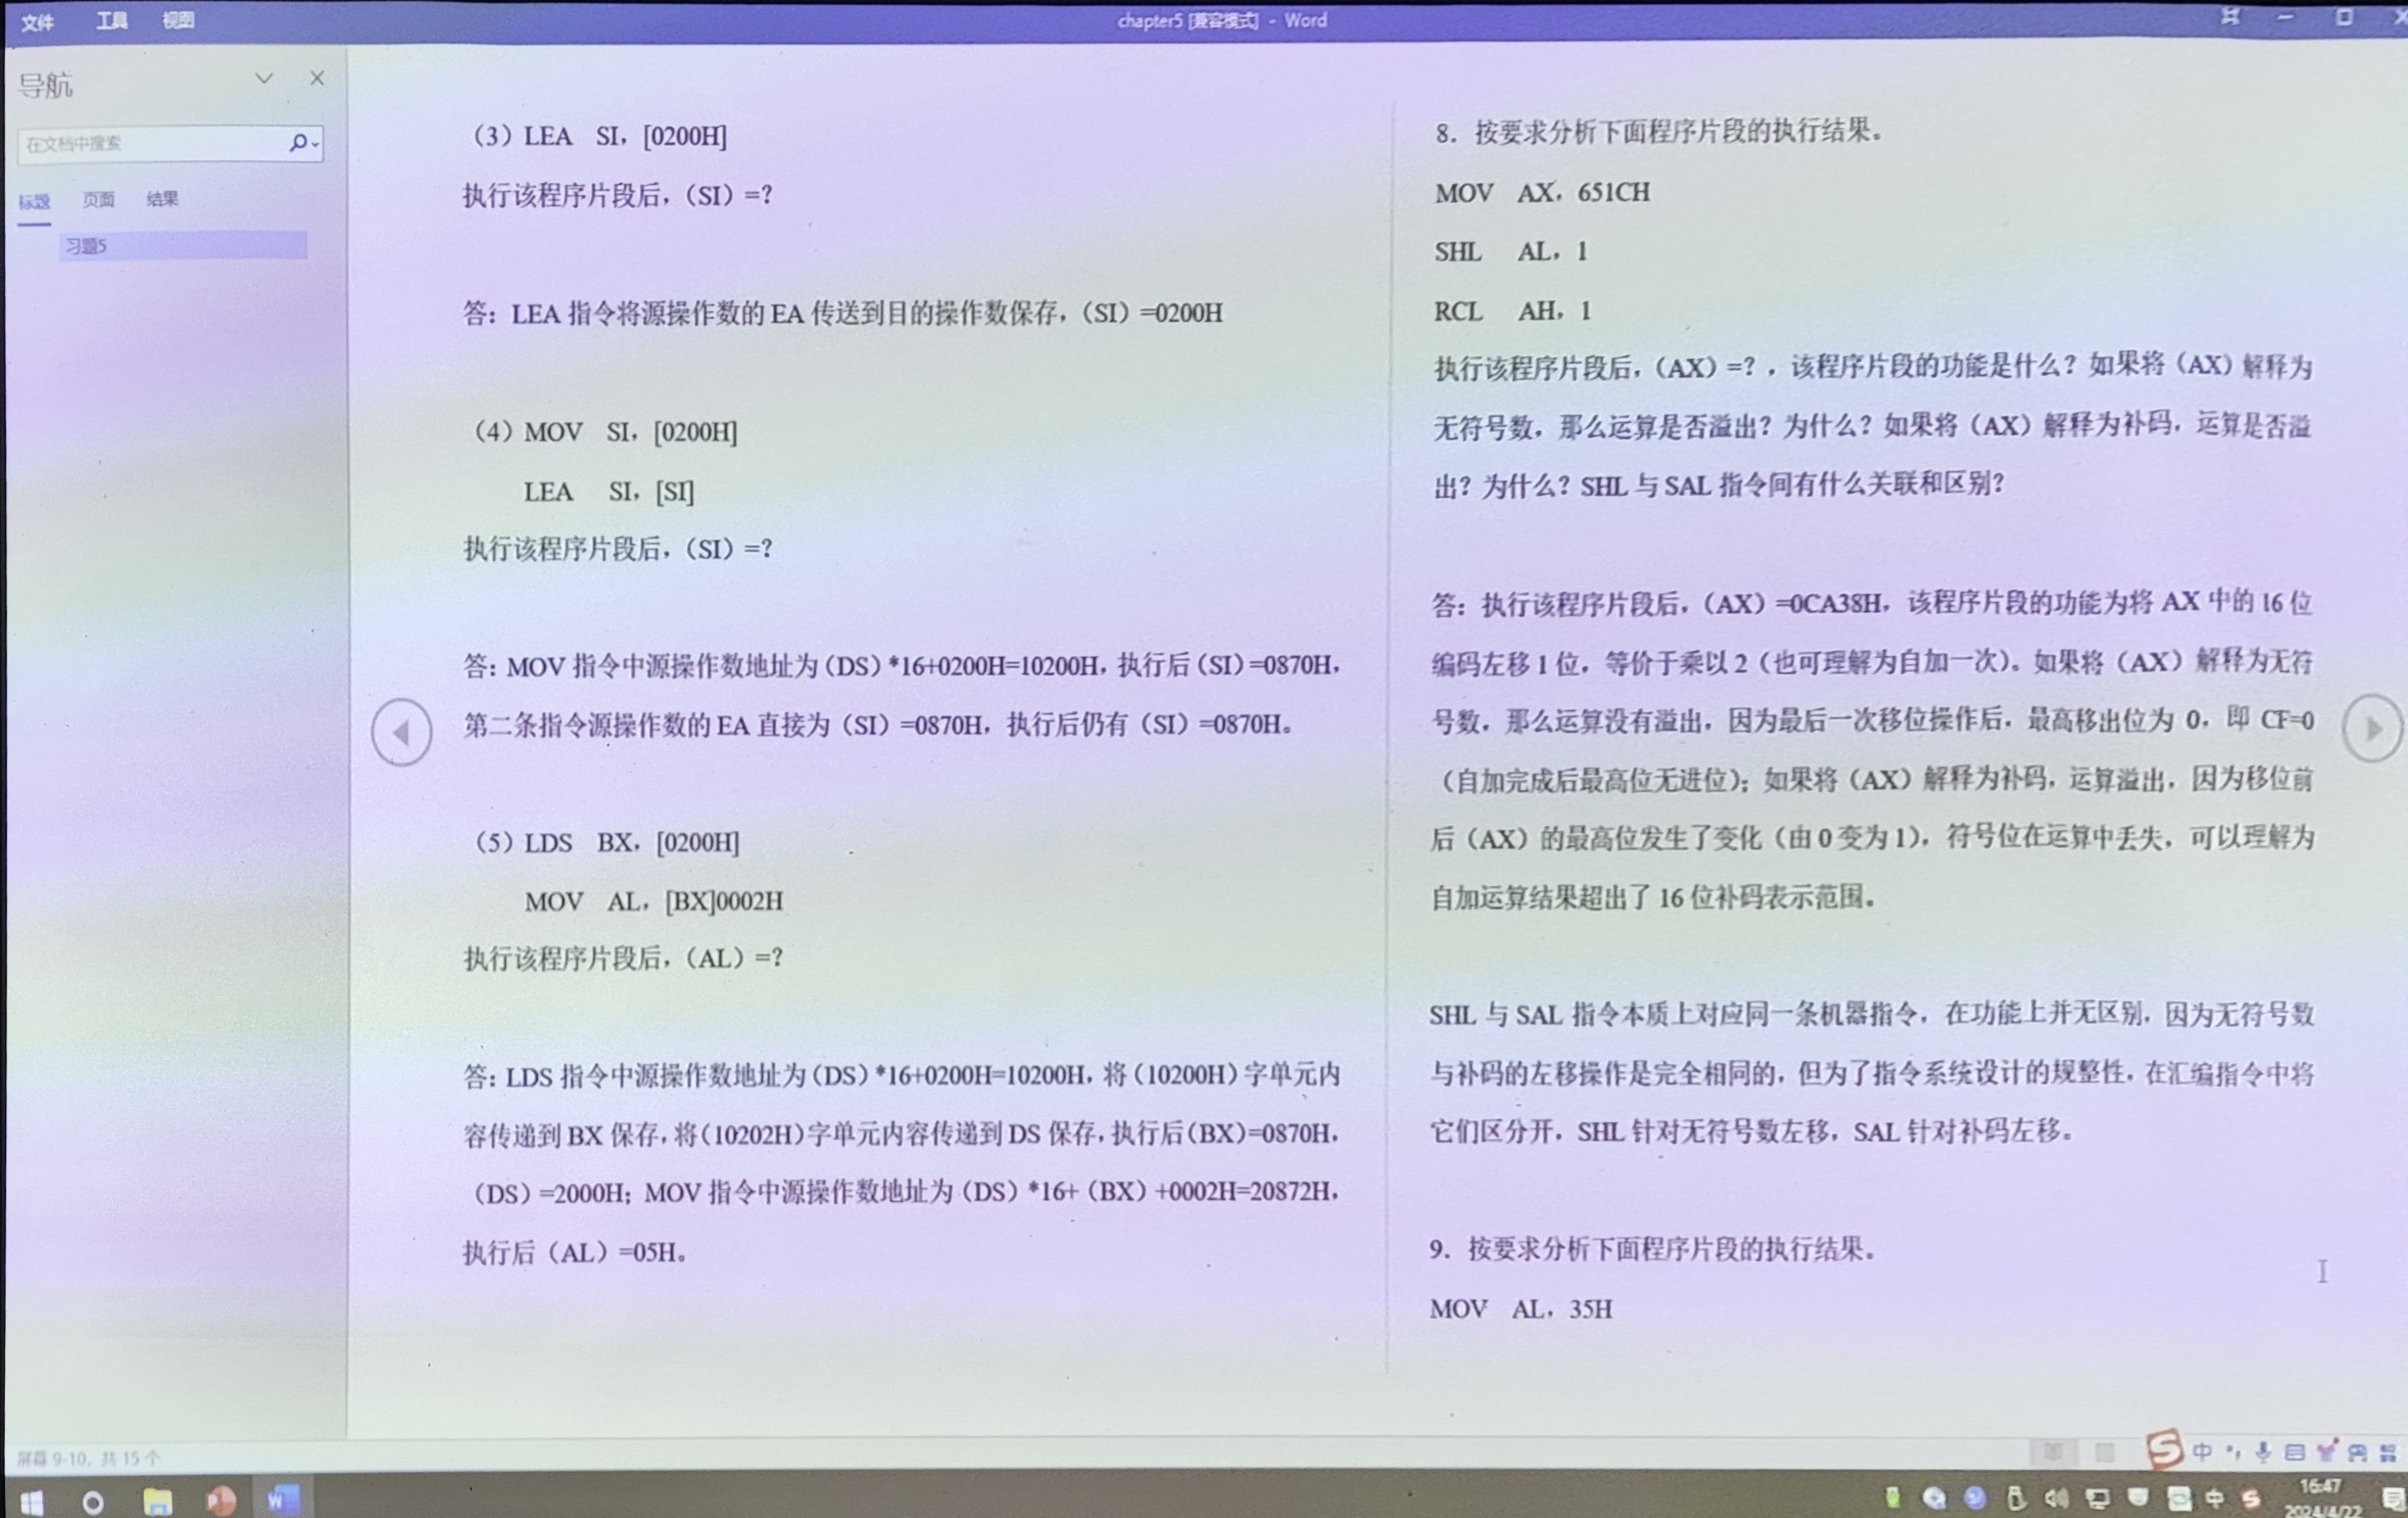 文件 工具 视图
chapter5 [兼容模式] - Word
导航
在文档中搜索
标题 页面 结果
习题5
（3）LEA SI，[0200H]
执行该程序片段后，（SI）=？
答：LEA 指令将源操作数的 EA 传送到目的操作数保存，（SI）=0200H
（4）MOV SI，[0200H]
LEA SI，[SI]
执行该程序片段后，（SI）=？
答：MOV 指令中源操作数地址为（DS）*16+0200H=10200H，执行后（SI）=0870H，
第二条指令源操作数的 EA 直接为（SI）=0870H，执行后仍有（SI）=0870H。
（5）LDS BX，[0200H]
MOV AL，[BX]0002H
执行该程序片段后，（AL）=？
答：LDS 指令中源操作数地址为（DS）*16+0200H=10200H，将（10200H）字单元内
容传递到 BX 保存，将（10202H）字单元内容传递到 DS 保存，执行后（BX）=0870H，
（DS）=2000H；MOV 指令中源操作数地址为（DS）*16+（BX）+0002H=20872H，
执行后（AL）=05H。
8．按要求分析下面程序片段的执行结果。
MOV AX，651CH
SHL AL，1
RCL AH，1
执行该程序片段后，（AX）=？，该程序片段的功能是什么？如果将（AX）解释为
无符号数，那么运算是否溢出？为什么？如果将（AX）解释为补码，运算是否溢
出？为什么？SHL 与 SAL 指令间有什么关联和区别？
答：执行该程序片段后，（AX）=0CA38H，该程序片段的功能为将 AX 中的 16 位
编码左移 1 位，等价于乘以 2（也可理解为自加一次）。如果将（AX）解释为无符
号数，那么运算没有溢出，因为最后一次移位操作后，最高移出位为 0，即 CF=0
（自加完成后最高位无进位）；如果将（AX）解释为补码，运算溢出，因为移位前
后（AX）的最高位发生了变化（由 0 变为 1），符号位在运算中丢失，可以理解为
自加运算结果超出了 16 位补码表示范围。
SHL 与 SAL 指令本质上对应同一条机器指令，在功能上并无区别，因为无符号数
与补码的左移操作是完全相同的，但为了指令系统设计的规整性，在汇编指令中将
它们区分开，SHL 针对无符号数左移，SAL 针对补码左移。
9．按要求分析下面程序片段的执行结果。
MOV AL，35H
屏幕 9-10，共 15 个
中
中
16:47
2024/4/22